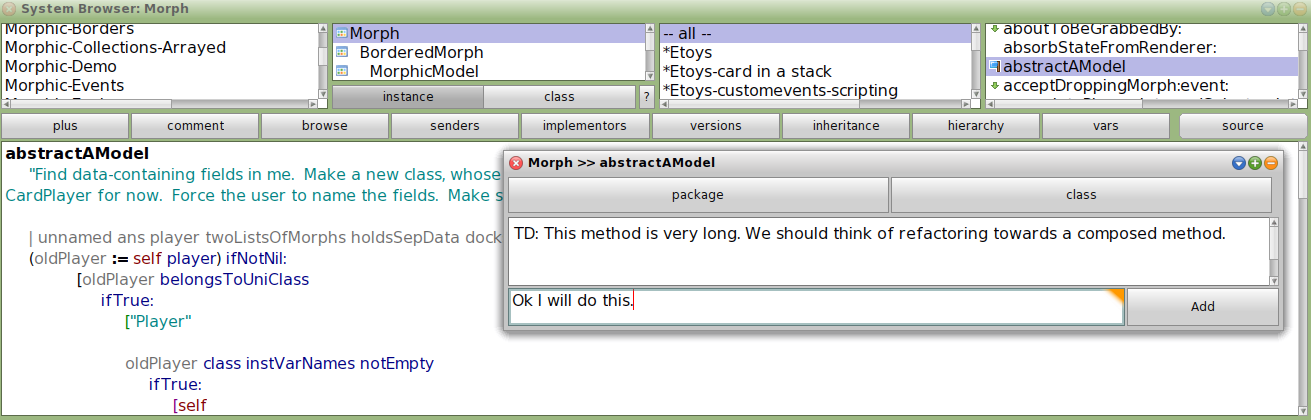 System Browser: Morph
Morphic-Borders
Morphic-Collections-Arrayed
Morphic-Demo
Morphic-Events
Morph
BorderedMorph
MorphicModel
instance
class
?
-- all --
*Etoys
*Etoys-card in a stack
*Etoys-customevents-scripting
aboutToBeGrabbedBy:
absorbStateFromRenderer:
abstractAModel
acceptDroppingMorph:event:
plus
comment
browse
senders
implementors
versions
inheritance
hierarchy
vars
source
abstractAModel
"Find data-containing fields in me.  Make a new class, whose
CardPlayer for now.  Force the user to name the fields.  Make s
| unnamed ans player twoListsOfMorphs holdsSepData dock
(oldPlayer := self player) ifNotNil:
[oldPlayer belongsToUniClass
ifTrue:
["Player"
oldPlayer class instVarNames notEmpty
ifTrue:
[self
Morph >> abstractAModel
package
class
TD: This method is very long. We should think of refactoring towards a composed method.
Ok I will do this.
Add